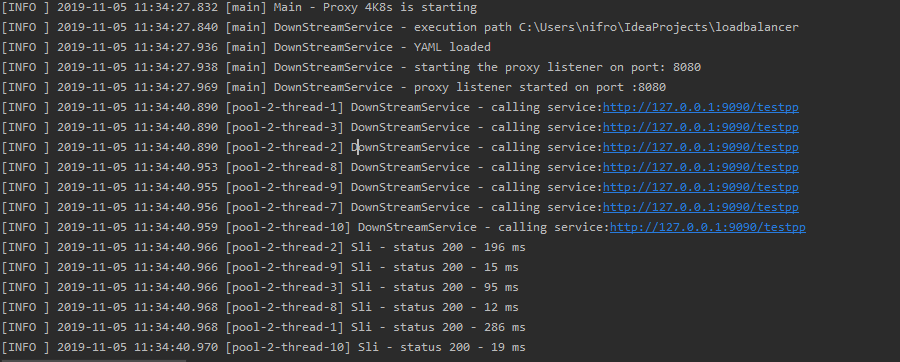 [INFO ] 2019-11-05 11:34:27.832 [main] Main - Proxy 4K8s is starting
[INFO ] 2019-11-05 11:34:27.840 [main] DownStreamService - execution path C:\Users\nifro\IdeaProjects\loadbalancer
[INFO ] 2019-11-05 11:34:27.936 [main] DownStreamService - YAML loaded
[INFO ] 2019-11-05 11:34:27.938 [main] DownStreamService - starting the proxy listener on port: 8080
[INFO ] 2019-11-05 11:34:27.969 [main] DownStreamService - proxy listener started on port :8080
[INFO ] 2019-11-05 11:34:40.890 [pool-2-thread-1] DownStreamService - calling service:http://127.0.0.1:9090/testpp
[INFO ] 2019-11-05 11:34:40.890 [pool-2-thread-3] DownStreamService - calling service:http://127.0.0.1:9090/testpp
[INFO ] 2019-11-05 11:34:40.890 [pool-2-thread-2] DownStreamService - calling service:http://127.0.0.1:9090/testpp
[INFO ] 2019-11-05 11:34:40.953 [pool-2-thread-8] DownStreamService - calling service:http://127.0.0.1:9090/testpp
[INFO ] 2019-11-05 11:34:40.955 [pool-2-thread-9] DownStreamService - calling service:http://127.0.0.1:9090/testpp
[INFO ] 2019-11-05 11:34:40.956 [pool-2-thread-7] DownStreamService - calling service:http://127.0.0.1:9090/testpp
[INFO ] 2019-11-05 11:34:40.959 [pool-2-thread-10] DownStreamService - calling service:http://127.0.0.1:9090/testpp
[INFO ] 2019-11-05 11:34:40.966 [pool-2-thread-2] Sli - status 200 - 196 ms
[INFO ] 2019-11-05 11:34:40.966 [pool-2-thread-9] Sli - status 200 - 15 ms
[INFO ] 2019-11-05 11:34:40.966 [pool-2-thread-3] Sli - status 200 - 95 ms
[INFO ] 2019-11-05 11:34:40.968 [pool-2-thread-8] Sli - status 200 - 12 ms
[INFO ] 2019-11-05 11:34:40.968 [pool-2-thread-1] Sli - status 200 - 286 ms
[INFO ] 2019-11-05 11:34:40.970 [pool-2-thread-10] Sli - status 200 - 19 ms